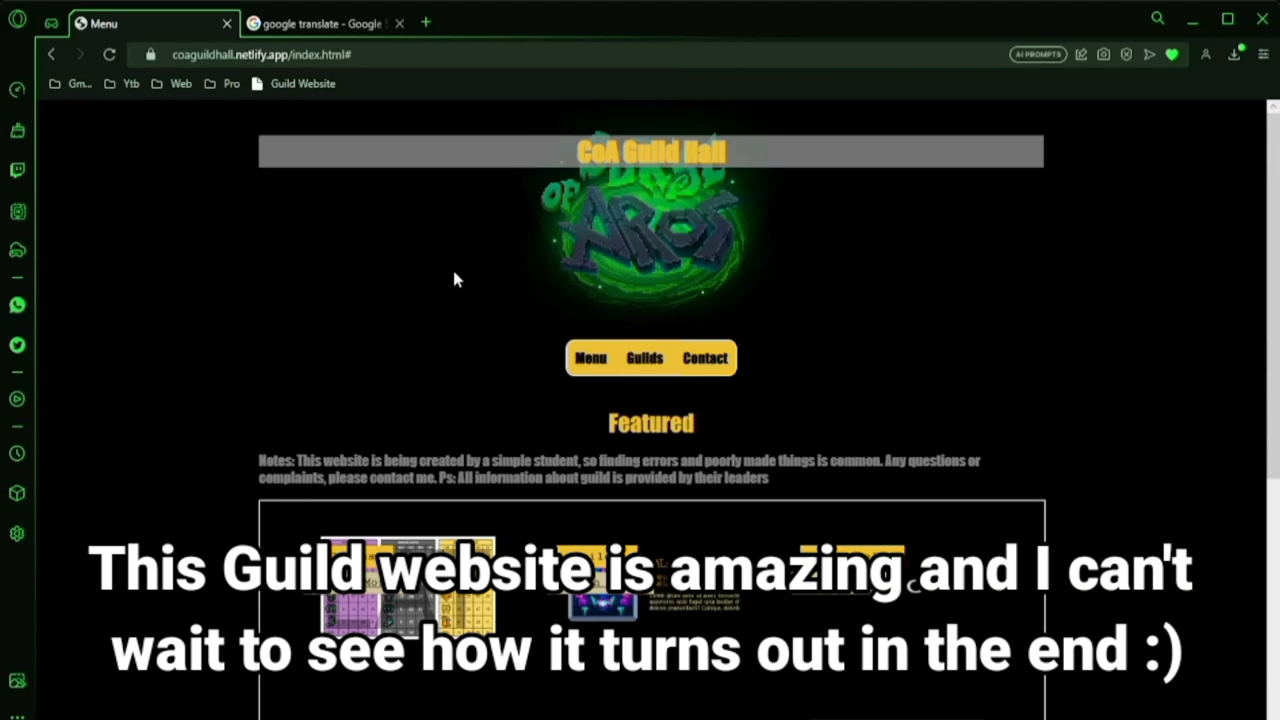 Menu
google translate - Google
coaguildhall.netlify.app/index.html#
AI PROMPTS
Gm...
Ytb
Web
Pro
Guild Website
CoA Guild Hall
OF
AROS
Menu
Guilds
Contact
Featured
Notes: This website is being created by a simple student, so finding errors and poorly made things is common. Any questions or
complaints, please contact me. Ps: All information about guild is provided by their leaders
This Guild website is amazing and I can't
wait to see how it turns out in the end :)